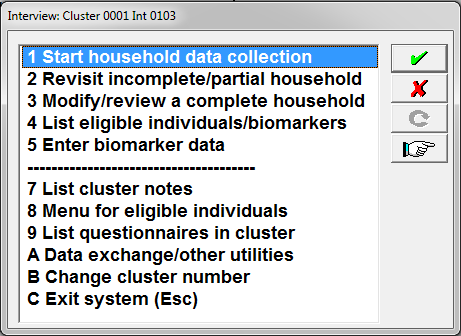 Interview: Cluster 0001 Int 0103
1 Start household data collection
2 Revisit incomplete/partial household
3 Modify/review a complete household
4 List eligible individuals/biomarkers
5 Enter biomarker data
--------------------------------------
7 List cluster notes
8 Menu for eligible individuals
9 List questionnaires in cluster
A Data exchange/other utilities
B Change cluster number
C Exit system (Esc)